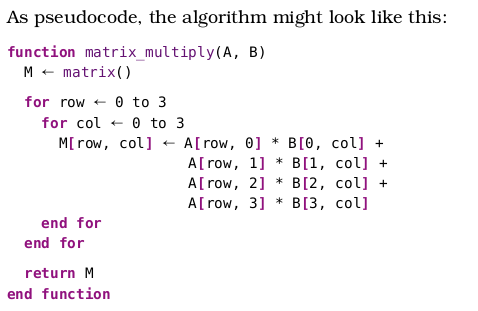 As pseudocode, the algorithm might look like this:
function matrix_multiply(A, B)
  M ← matrix()
  for row ← 0 to 3
    for col ← 0 to 3
      M[row, col] ← A[row, 0] * B[0, col] +
                     A[row, 1] * B[1, col] +
                     A[row, 2] * B[2, col] +
                     A[row, 3] * B[3, col]
    end for
  end for
  return M
end function